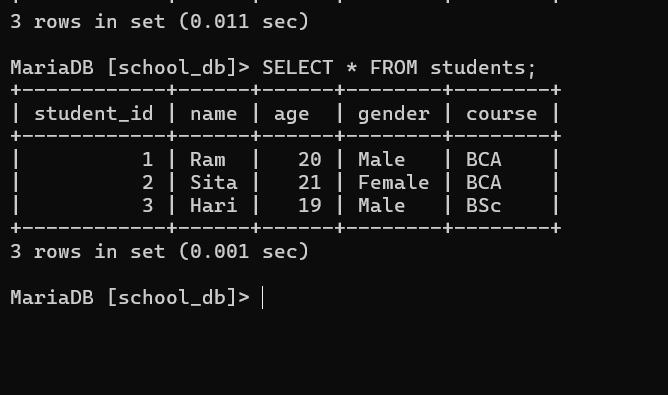 3 rows in set (0.011 sec)
MariaDB [school_db]> SELECT * FROM students;
+------------+------+------+--------+--------+
| student_id | name | age  | gender | course |
+------------+------+------+--------+--------+
|          1 | Ram  |   20 | Male   | BCA    |
|          2 | Sita |   21 | Female | BCA    |
|          3 | Hari |   19 | Male   | BSc    |
+------------+------+------+--------+--------+
3 rows in set (0.001 sec)
MariaDB [school_db]>